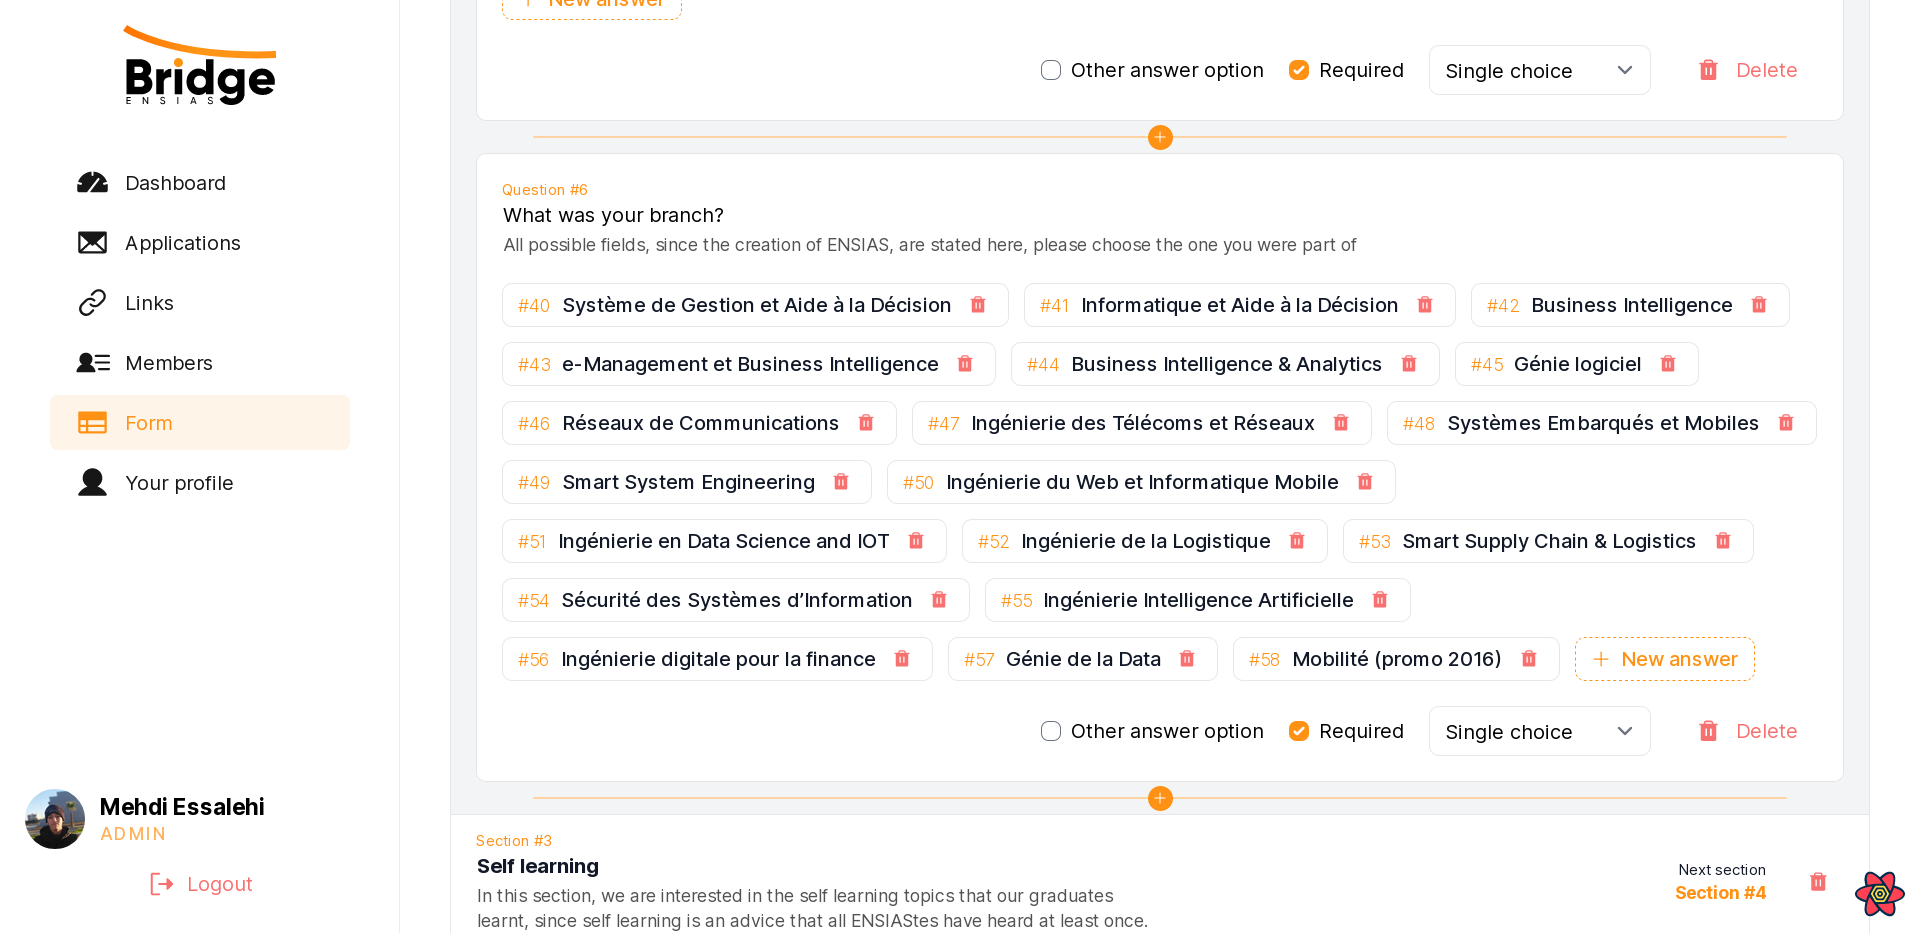 Bridge
ENSIAS
Dashboard
Applications
Links
Members
Form
Your profile
Mehdi Essalehi
ADMIN
Logout
New answer
Other answer option
Required
Single choice
Delete
Question #6
What was your branch?
All possible fields, since the creation of ENSIAS, are stated here, please choose the one you were part of
#40 Système de Gestion et Aide à la Décision
#41 Informatique et Aide à la Décision
#42 Business Intelligence
#43 e-Management et Business Intelligence
#44 Business Intelligence & Analytics
#45 Génie logiciel
#46 Réseaux de Communications
#47 Ingénierie des Télécoms et Réseaux
#48 Systèmes Embarqués et Mobiles
#49 Smart System Engineering
#50 Ingénierie du Web et Informatique Mobile
#51 Ingénierie en Data Science and IOT
#52 Ingénierie de la Logistique
#53 Smart Supply Chain & Logistics
#54 Sécurité des Systèmes d’Information
#55 Ingénierie Intelligence Artificielle
#56 Ingénierie digitale pour la finance
#57 Génie de la Data
#58 Mobilité (promo 2016)
New answer
Other answer option
Required
Single choice
Delete
Section #3
Self learning
In this section, we are interested in the self learning topics that our graduates
learnt, since self learning is an advice that all ENSIAStes have heard at least once.
Next section
Section #4